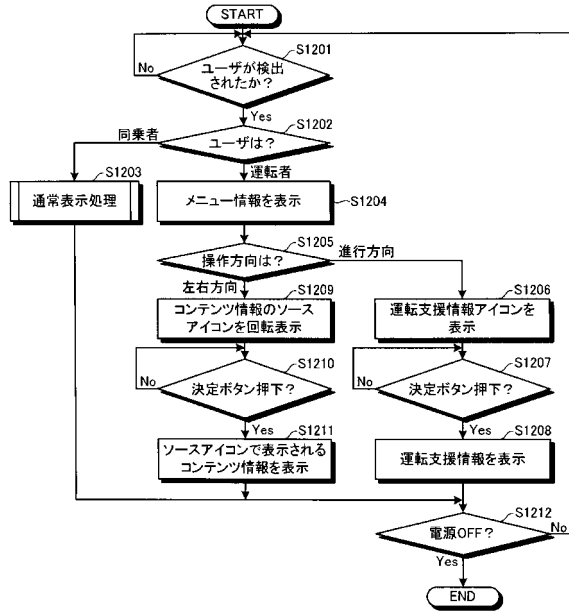 START
S1201
ユーザが検出
されたか?
No
Yes
S1202
同乗者
ユーザは?
運転者
S1203
通常表示処理
メニュー情報を表示
S1204
S1205
操作方向は?
進行方向
左右方向
S1209
コンテンツ情報のソース
アイコンを回転表示
S1206
運転支援情報アイコンを
表示
S1210
決定ボタン押下?
No
Yes
S1207
決定ボタン押下?
No
Yes
S1211
ソースアイコンで表示される
コンテンツ情報を表示
S1208
運転支援情報を表示
S1212
電源OFF?
No
Yes
END